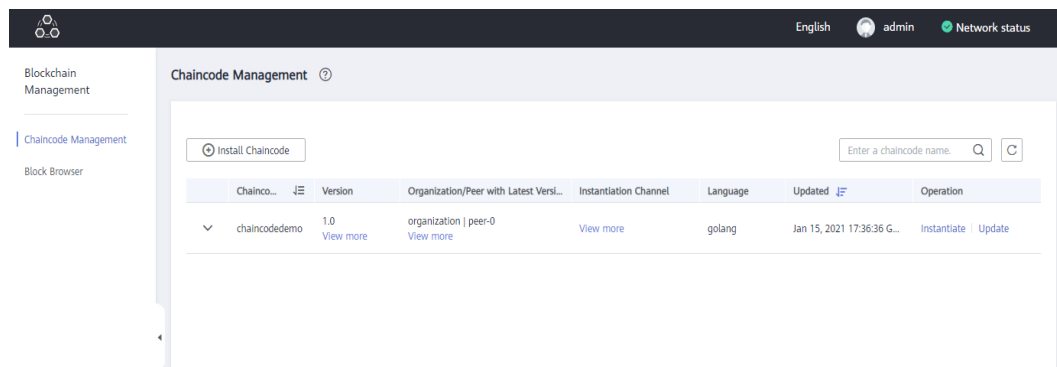 English admin Network status
Blockchain
Management
Chaincode Management
Block Browser
Chaincode Management ?
Install Chaincode
Enter a chaincode name.
Chainco... Version Organization/Peer with Latest Versi... Instantiation Channel Language Updated Operation
chaincodedemo 1.0 organization | peer-0 View more golang Jan 15, 2021 17:36:36 G... Instantiate Update
View more View more